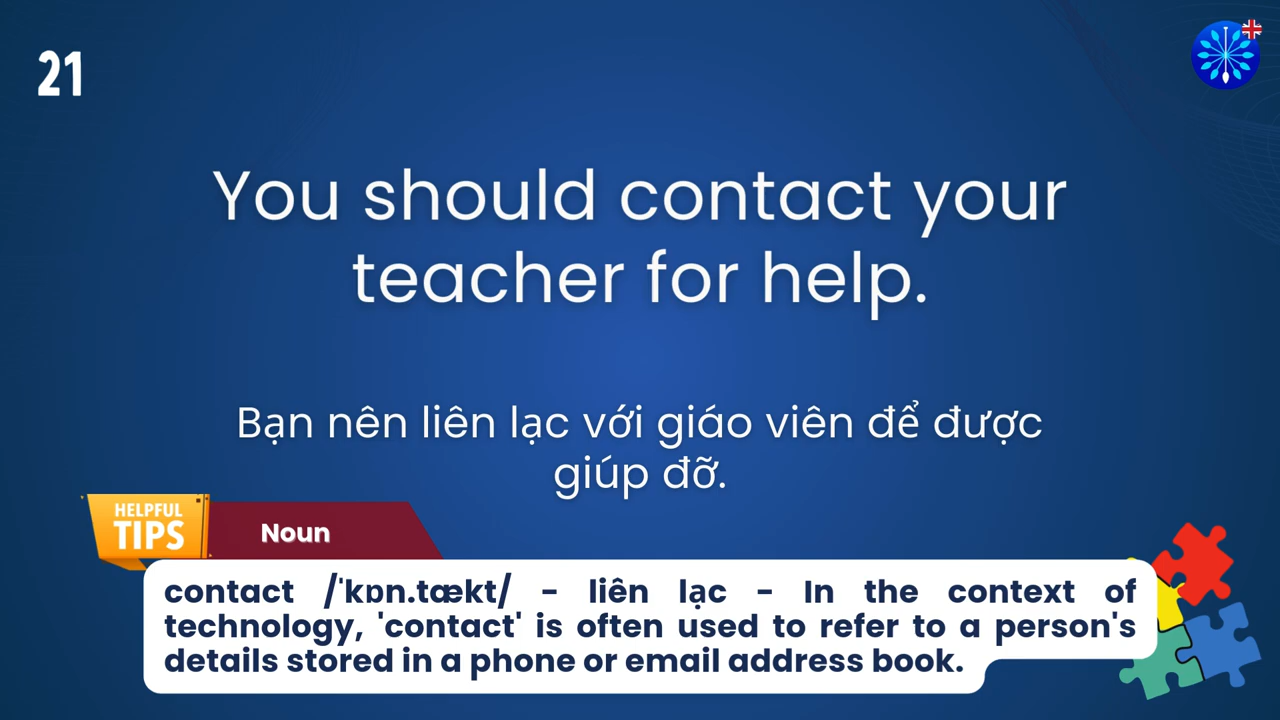 21
You should contact your
teacher for help.
Bạn nên liên lạc với giáo viên để được
giúp đỡ.
HELPFUL
TIPS
Noun
contact /ˈkɒn.tækt/ - liên lạc - In the context of
technology, 'contact' is often used to refer to a person's
details stored in a phone or email address book.